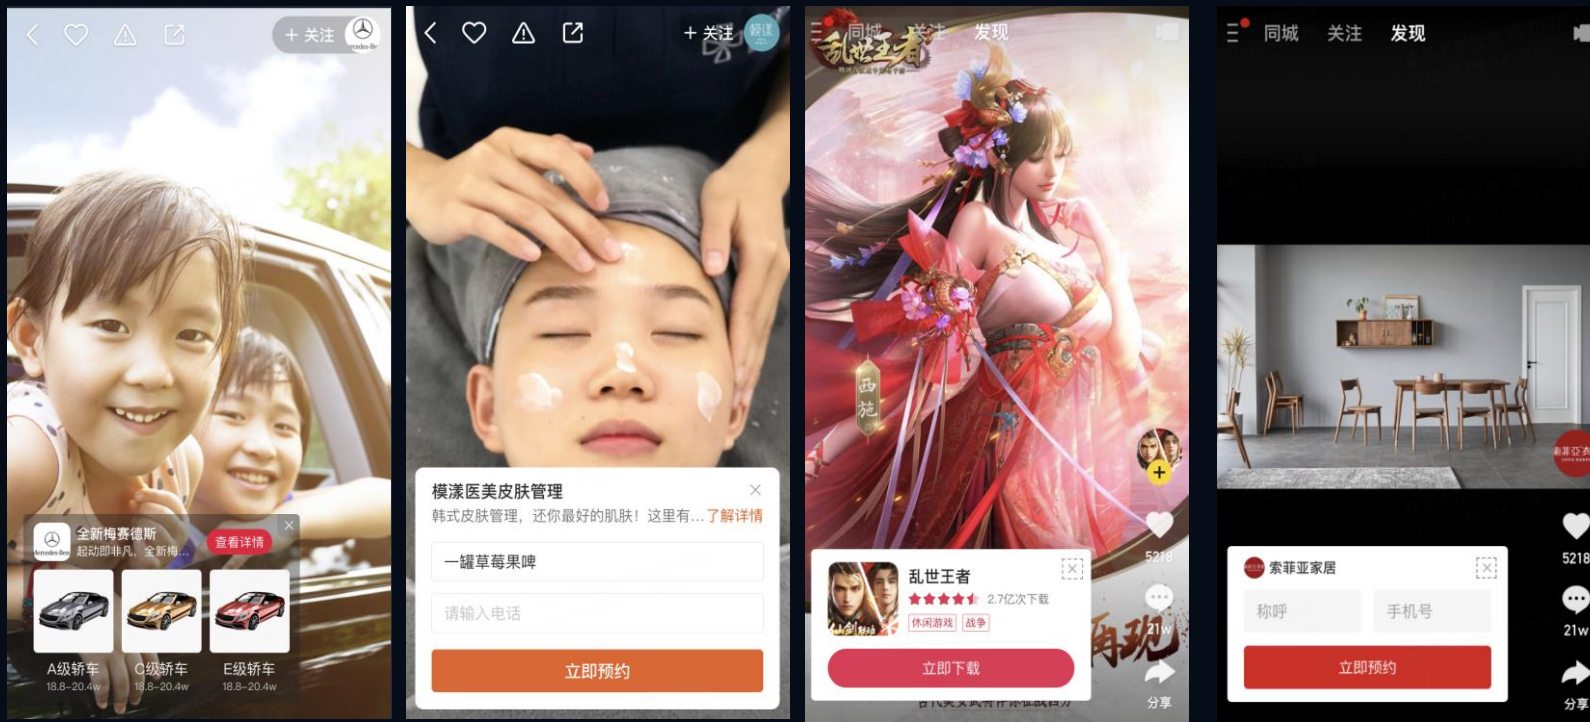 + 关注
全新梅赛德斯
起动即非凡，全新梅...
查看详情
Mercedes-Benz
A级轿车
C级轿车
E级轿车
18.8-20.4w
18.8-20.4w
18.8-20.4w
+ 关注
模漾
模漾医美皮肤管理
韩式皮肤管理，还你最好的肌肤！这里有...了解详情
一罐草莓果啤
请输入电话
立即预约
同城
关注
发现
乱世王者
西施
5218
乱世王者
2.7亿次下载
休闲游戏
战争
立即下载
再现
21w
分享
同城
关注
发现
索菲亚家居
称呼
手机号
立即预约
5218
21w
分享